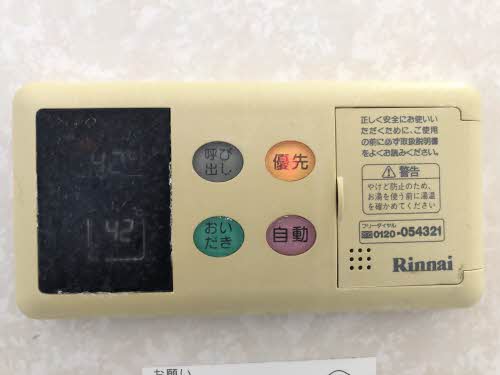 42
42
呼び
出し
優先
おい
だき
自動
正しく安全にお使いい
ただくために、ご使用
の前に必ず取扱説明書
をよくお読みください。
警告
やけど防止のため、
お湯を使う前に湯温
を確かめてください
フリーダイヤル
0120-054321
Rinnai
お願い